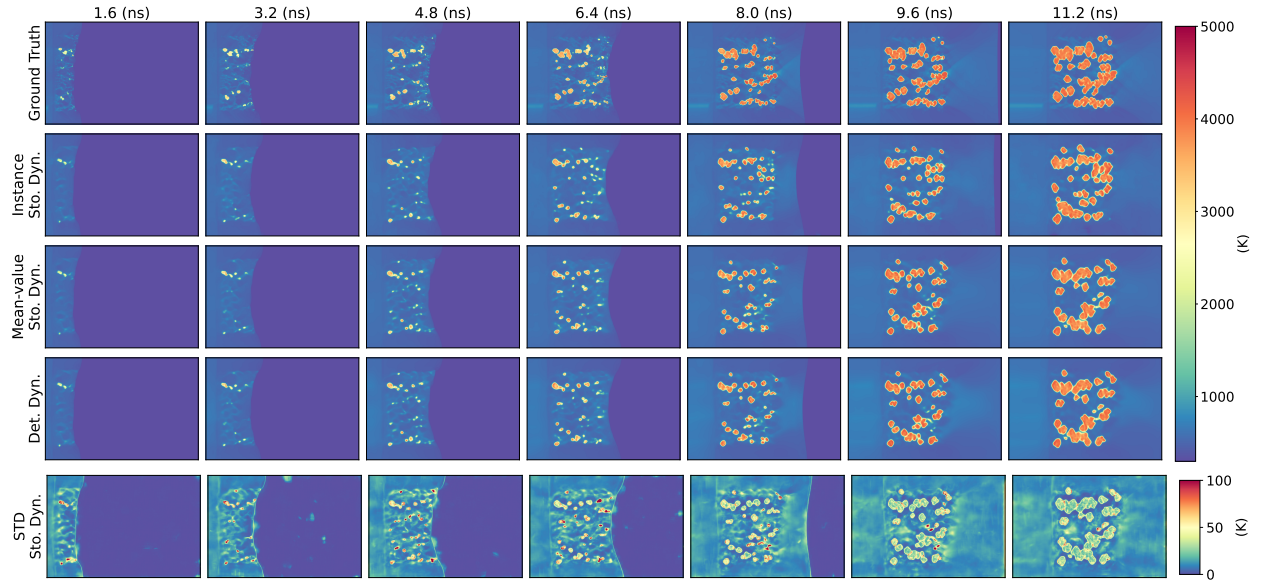 1.6 (ns) 3.2 (ns) 4.8 (ns) 6.4 (ns) 8.0 (ns) 9.6 (ns) 11.2 (ns)
Ground Truth
Instance
Sto. Dyn.
Mean-value
Sto. Dyn.
Det. Dyn.
STD
Sto. Dyn.
5000
4000
3000
2000
1000
(K)
100
50
0
(K)